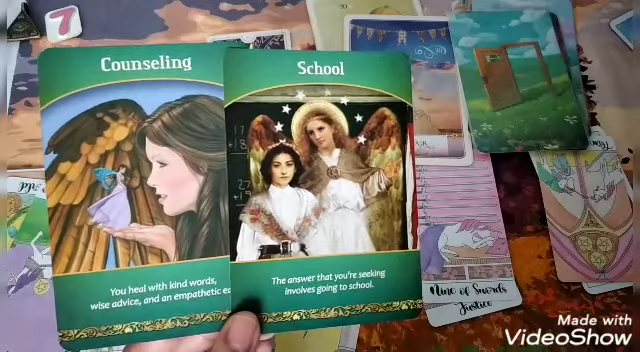 7
Counseling
School
You heal with kind words,
wise advice, and an empathetic
The answer that you're seeking
involves going to school.
Nine of Swords
Justice
Made with
VideoShow